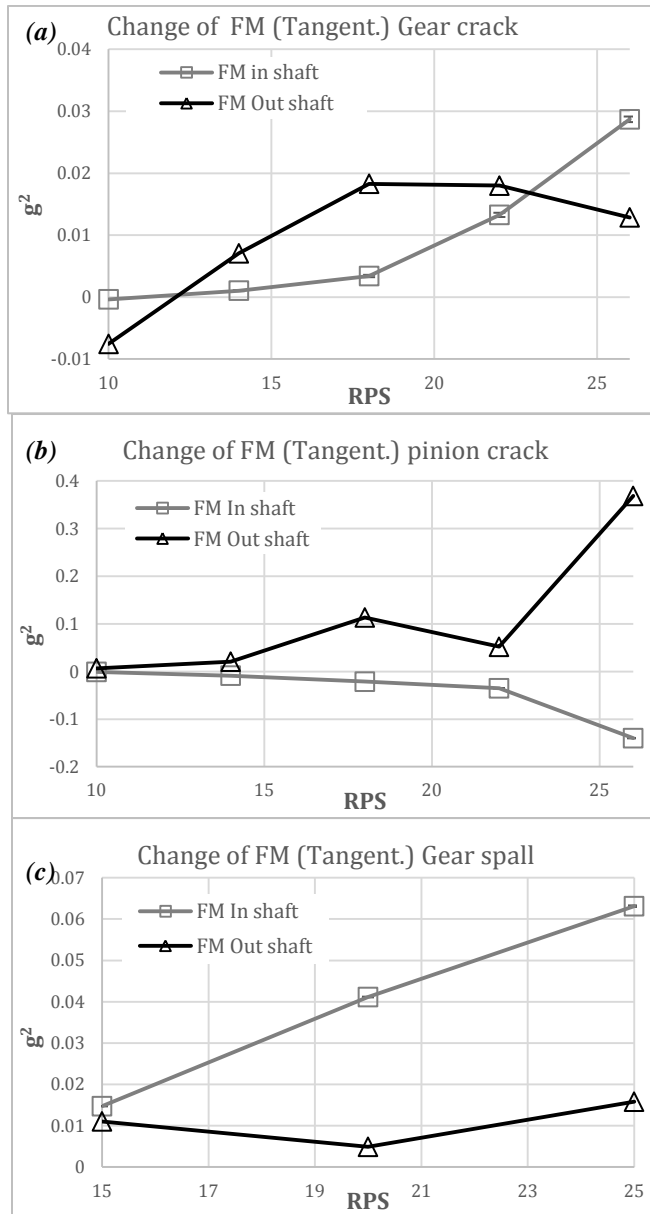 (a) Change of FM (Tangent.) Gear crack
0.04
FM in shaft
0.03
FM Out shaft
0.02
g²
0.01
0
-0.01
10 15 20 25
RPS
(b) Change of FM (Tangent.) pinion crack
0.4
FM In shaft
0.3
FM Out shaft
0.2
g²
0.1
0
-0.1
-0.2
10 15 20 25
RPS
Change of FM (Tangent.) Gear spall
(c)
0.07
FM In shaft
0.06
0.05
FM Out shaft
0.04
g²
0.03
0.02
0.01
0
15 17 19 21 23 25
RPS